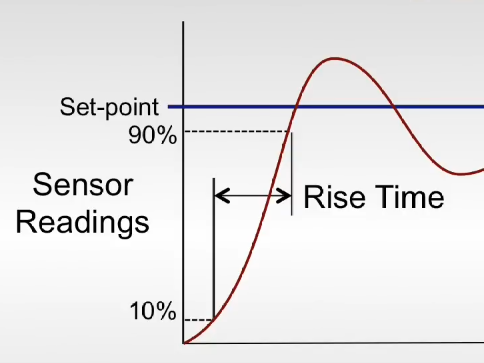 Set-point
90%
Sensor
Readings
Rise Time
10%